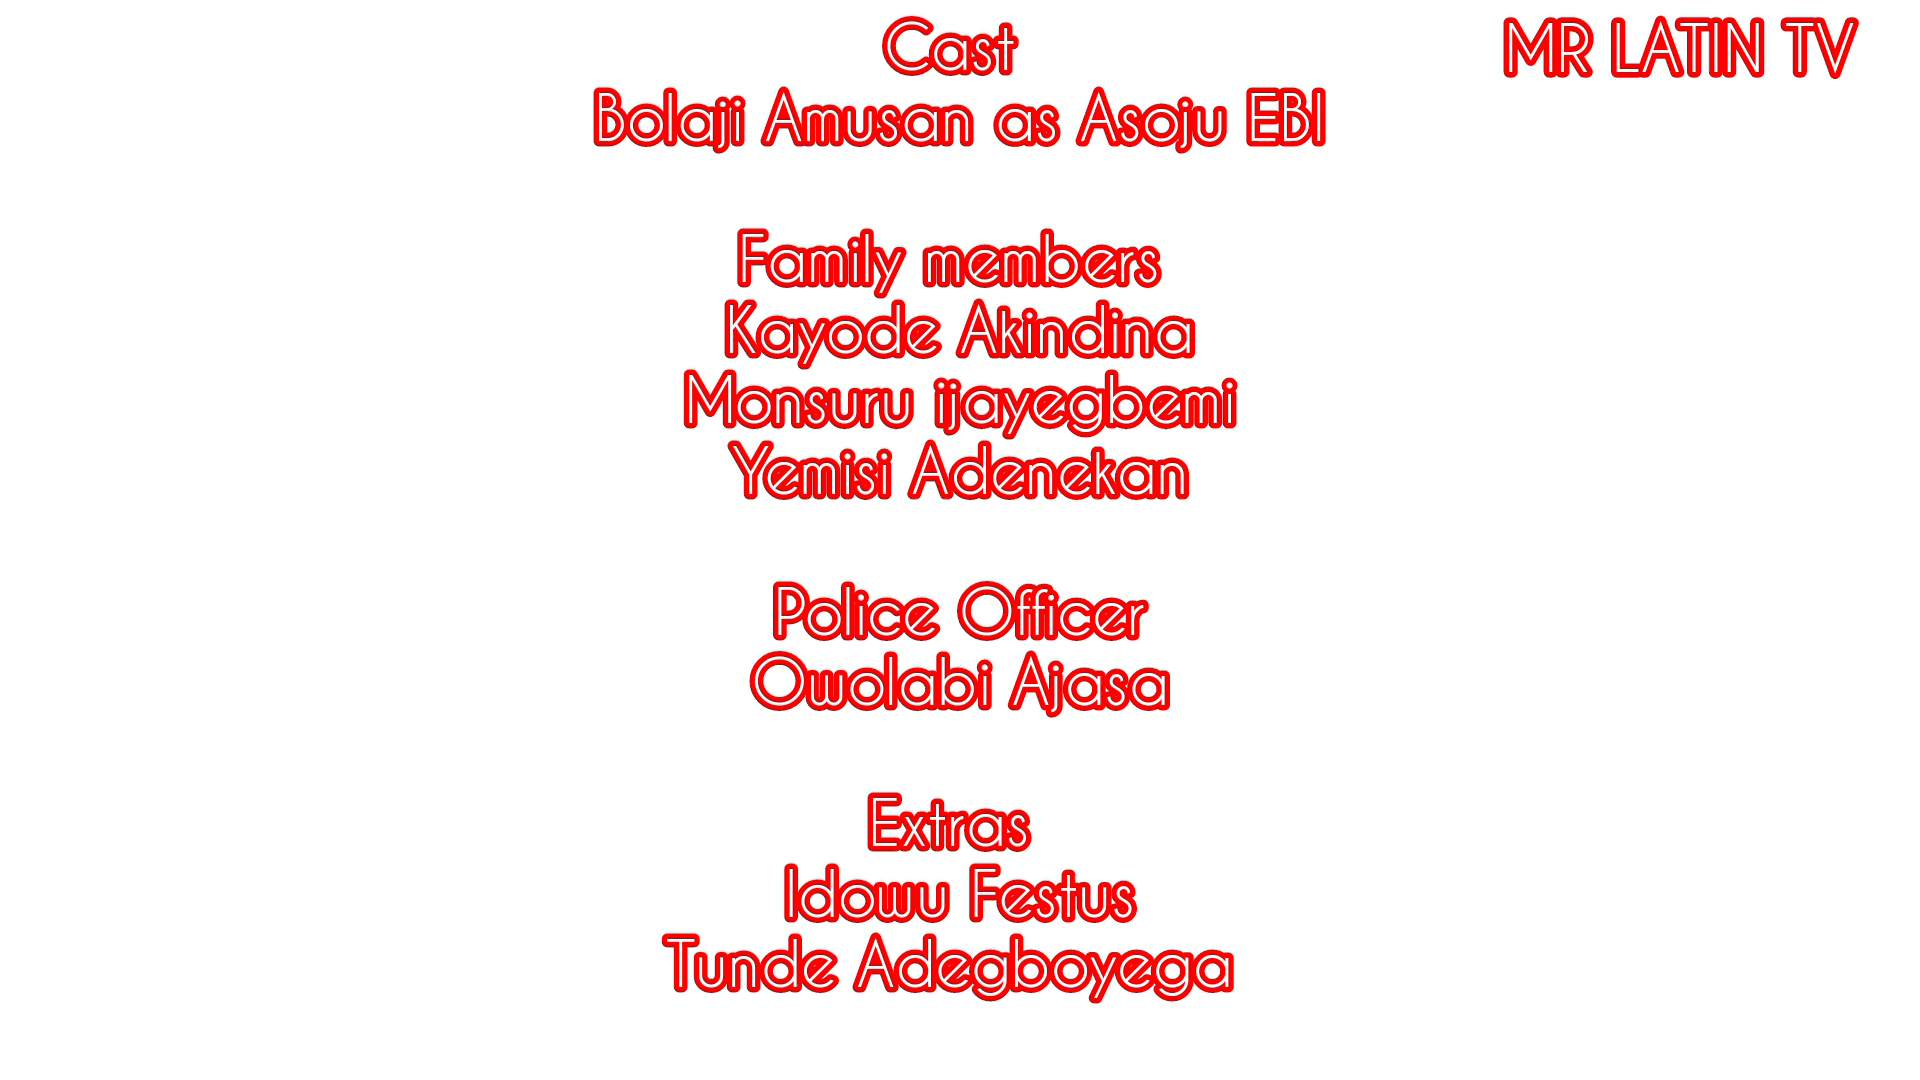 Cast
MR LATIN TV
Bolaji Amusan as Asoju EBI
Family members
Kayode Akindina
Monsuru ijayegbemi
Yemisi Adenekan
Police Officer
Owolabi Ajasa
Extras
Idowu Festus
Tunde Adegboyega